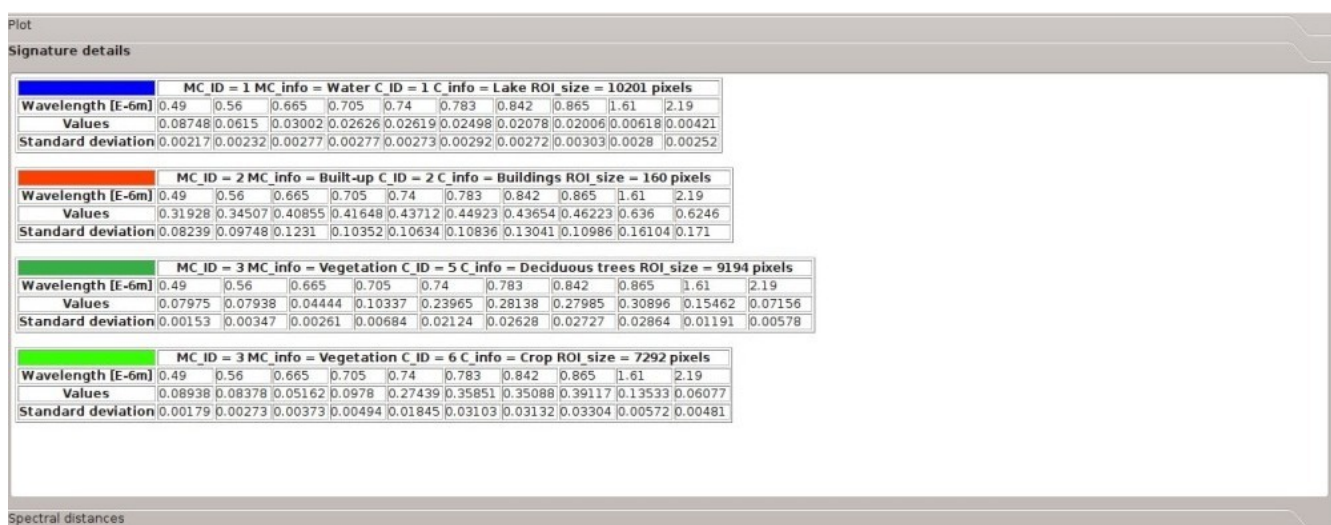 Plot
Signature details
MC_ID = 1 MC_info = Water C_ID = 1 C_info = Lake ROI_size = 10201 pixels
Wavelength [E-6m] 0.49 0.56 0.665 0.705 0.74 0.783 0.842 0.865 1.61 2.19
Values 0.08748 0.0615 0.03002 0.02626 0.02619 0.02498 0.02078 0.02006 0.00618 0.00421
Standard deviation 0.00217 0.00232 0.00277 0.00277 0.00273 0.00292 0.00272 0.00303 0.0028 0.00252
MC_ID = 2 MC_info = Built-up C_ID = 2 C_info = Buildings ROI_size = 160 pixels
Wavelength [E-6m] 0.49 0.56 0.665 0.705 0.74 0.783 0.842 0.865 1.61 2.19
Values 0.31928 0.34507 0.40855 0.41648 0.43712 0.44923 0.43654 0.46223 0.636 0.6246
Standard deviation 0.08239 0.09748 0.1231 0.10352 0.10634 0.10836 0.13041 0.10986 0.16104 0.171
MC_ID = 3 MC_info = Vegetation C_ID = 5 C_info = Deciduous trees ROI_size = 9194 pixels
Wavelength [E-6m] 0.49 0.56 0.665 0.705 0.74 0.783 0.842 0.865 1.61 2.19
Values 0.07975 0.07938 0.04444 0.10337 0.23965 0.28138 0.27985 0.30896 0.15462 0.07156
Standard deviation 0.00153 0.00347 0.00261 0.00684 0.02124 0.02628 0.02727 0.02864 0.01191 0.00578
MC_ID = 3 MC_info = Vegetation C_ID = 6 C_info = Crop ROI_size = 7292 pixels
Wavelength [E-6m] 0.49 0.56 0.665 0.705 0.74 0.783 0.842 0.865 1.61 2.19
Values 0.08938 0.08378 0.05162 0.0978 0.27439 0.35851 0.35088 0.39117 0.13533 0.06077
Standard deviation 0.00179 0.00273 0.00373 0.00494 0.01845 0.03103 0.03132 0.03304 0.00572 0.00481
Spectral distances